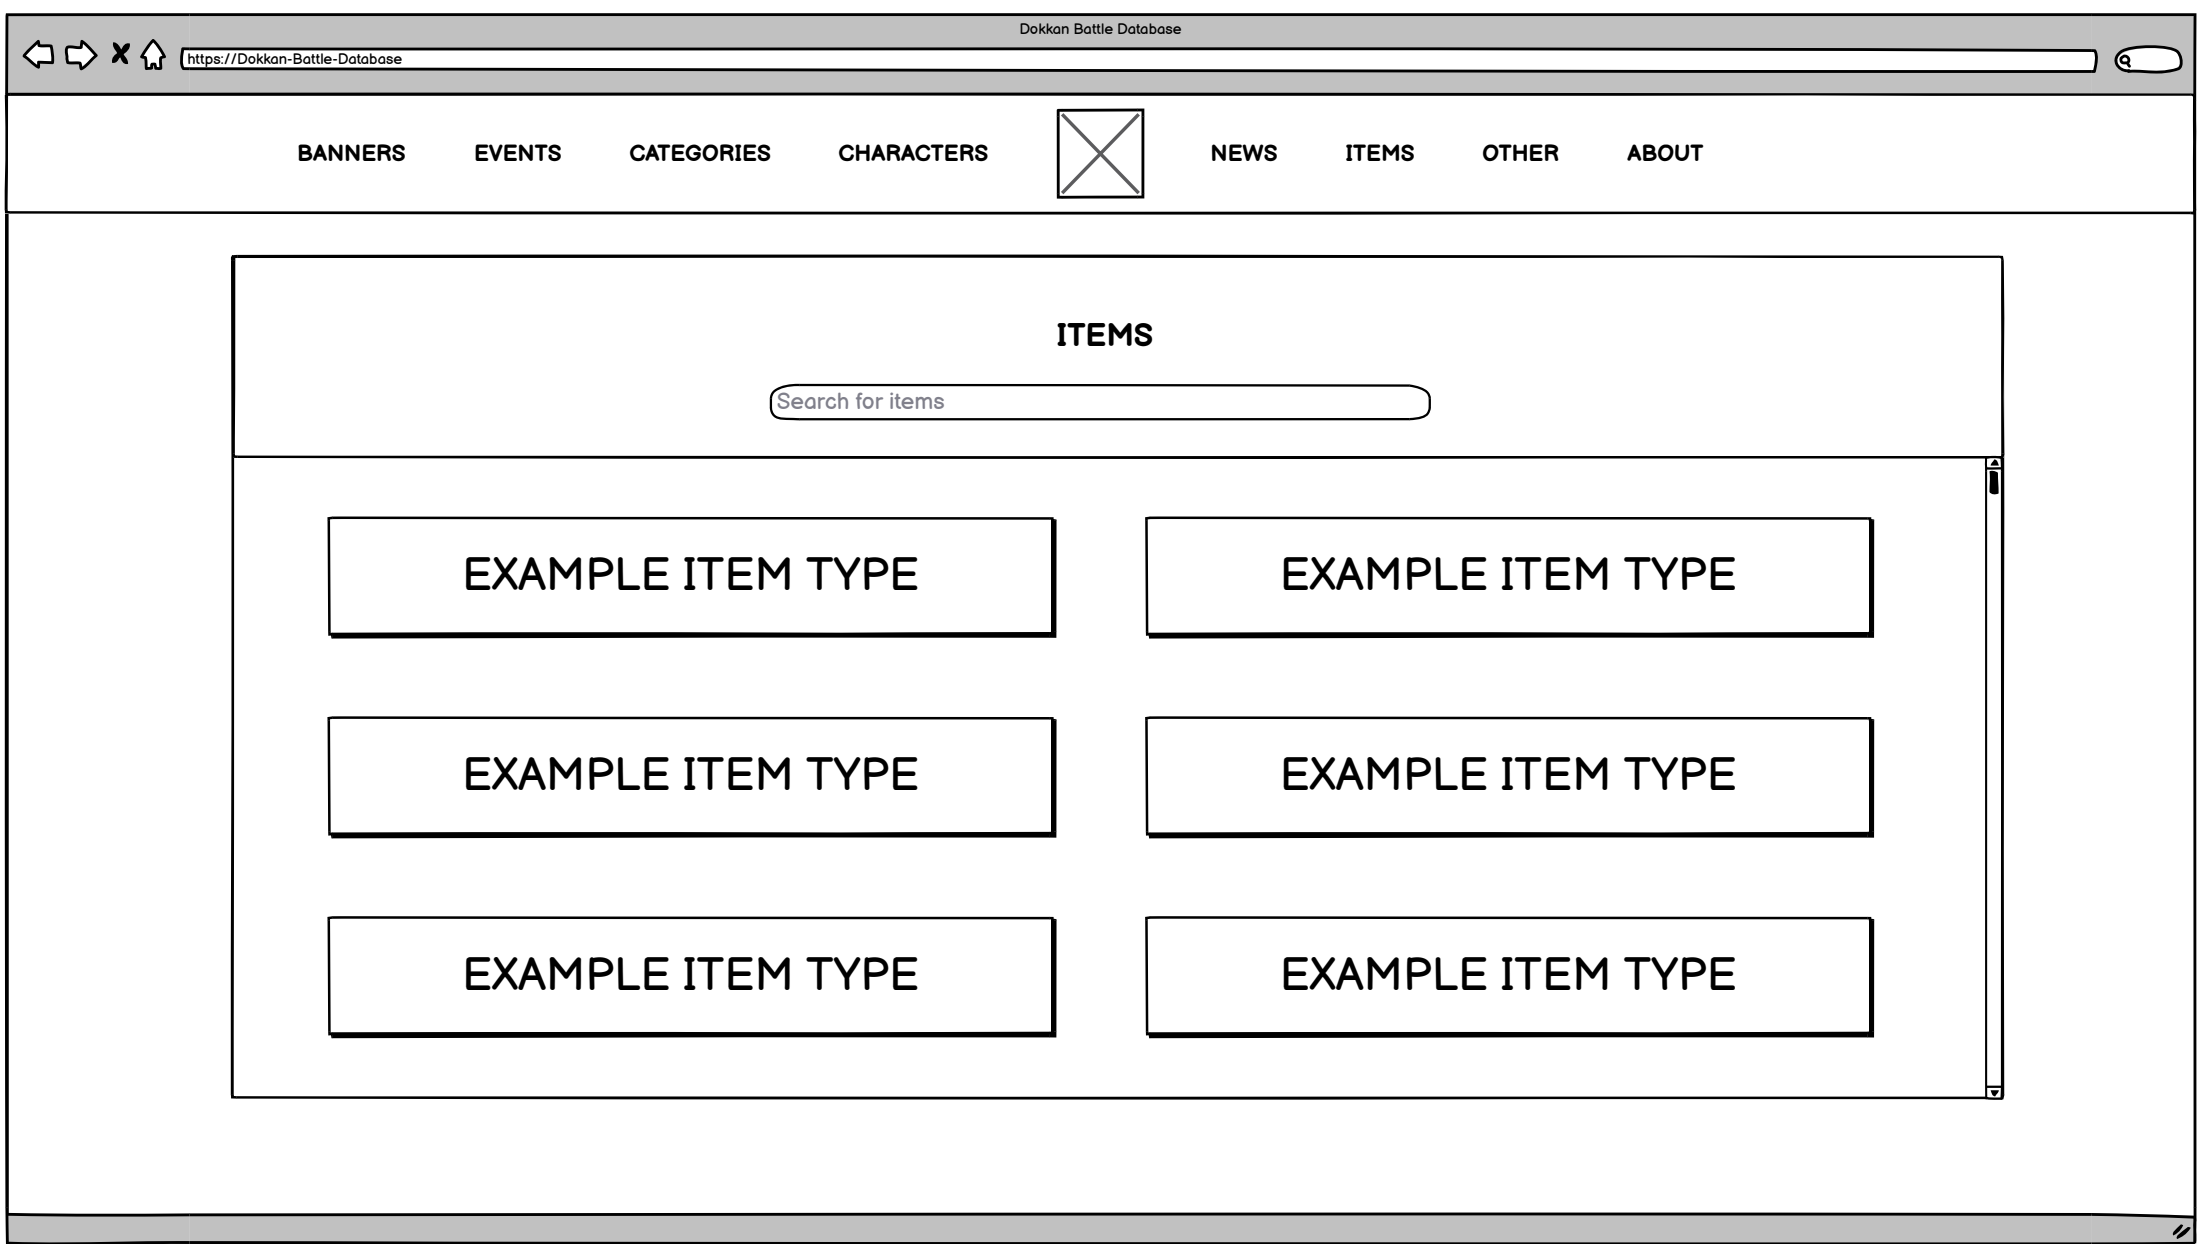 Dokkan Battle Database
https://Dokkan-Battle-Database
BANNERS EVENTS CATEGORIES CHARACTERS NEWS ITEMS OTHER ABOUT
ITEMS
Search for items
EXAMPLE ITEM TYPE EXAMPLE ITEM TYPE
EXAMPLE ITEM TYPE EXAMPLE ITEM TYPE
EXAMPLE ITEM TYPE EXAMPLE ITEM TYPE